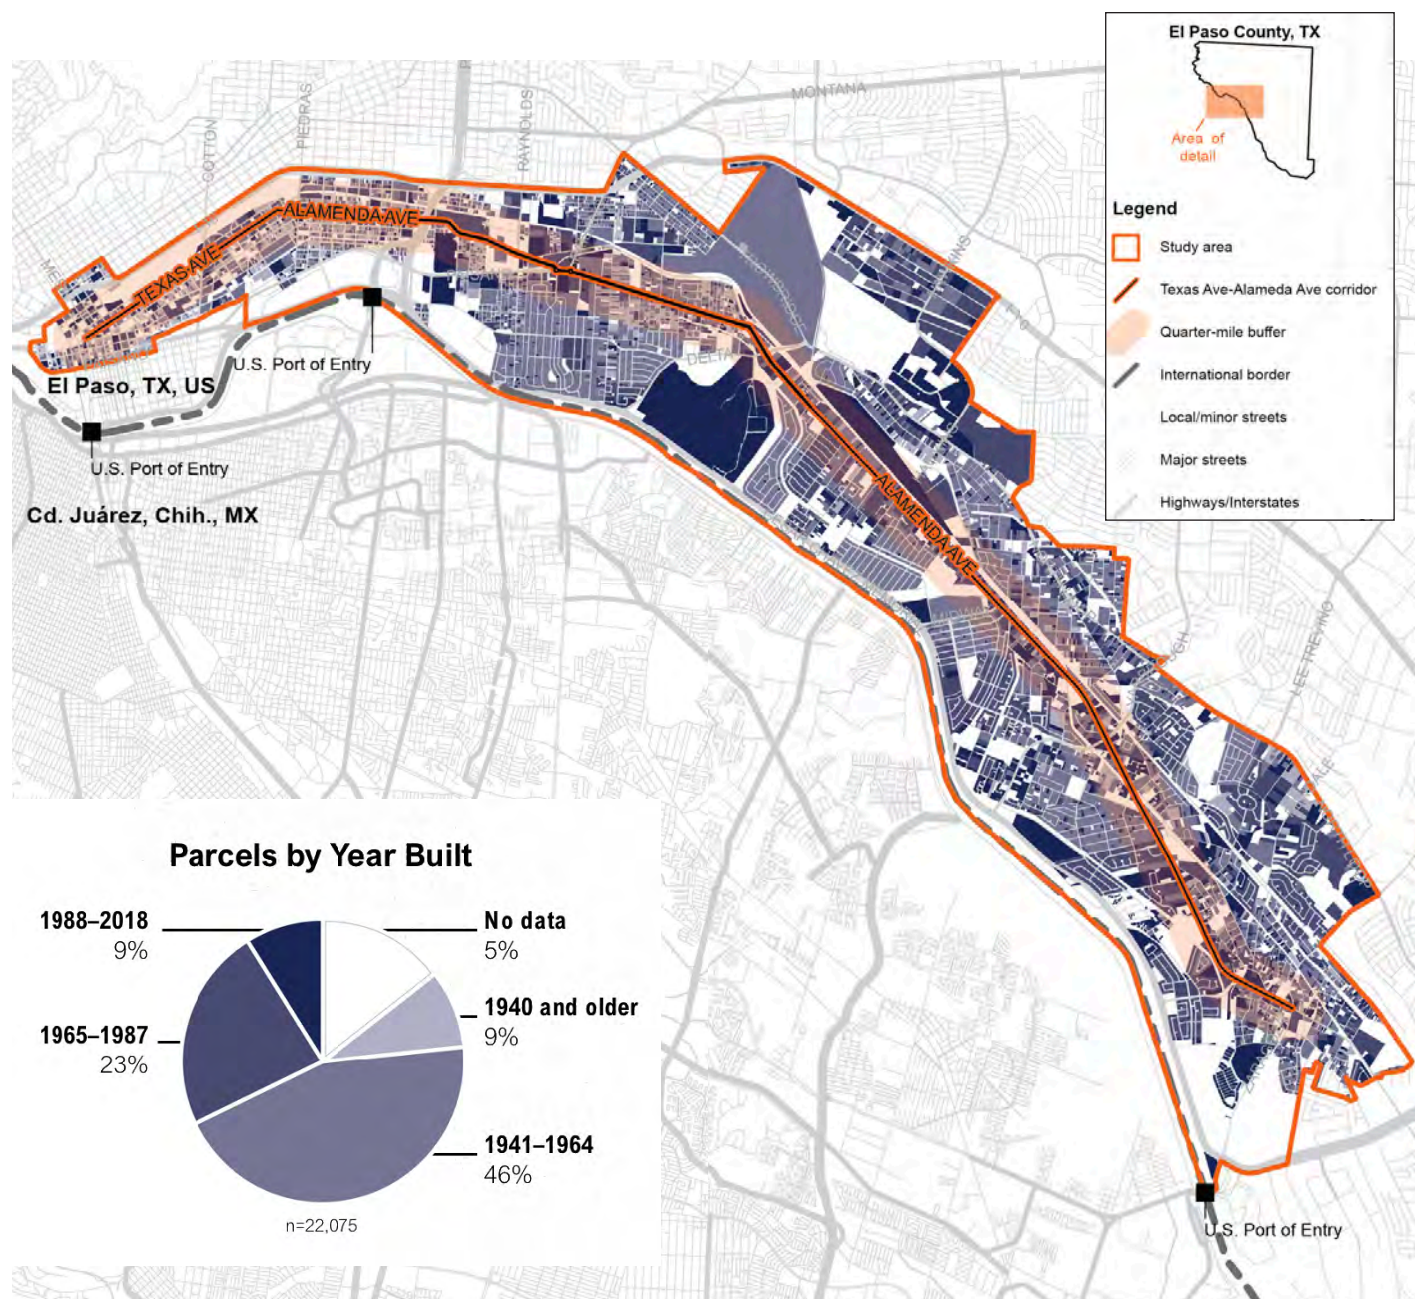 El Paso County, TX
Area of
detail
Legend
Study area
Texas Ave-Alameda Ave corridor
Quarter-mile buffer
International border
Local/minor streets
Major streets
Highways/Interstates
MONTANA
PIEDRAS
COTTON
RAYNOLDS
ALAMENDA AVE
TEXAS AVE
DELTA
U.S. Port of Entry
El Paso, TX, US
U.S. Port of Entry
Cd. Juárez, Chih., MX
ALAMENDA AVE
LEE TREVINO
Parcels by Year Built
1988–2018
9%
No data
5%
1940 and older
9%
1965–1987
23%
1941–1964
46%
n=22,075
U.S. Port of Entry